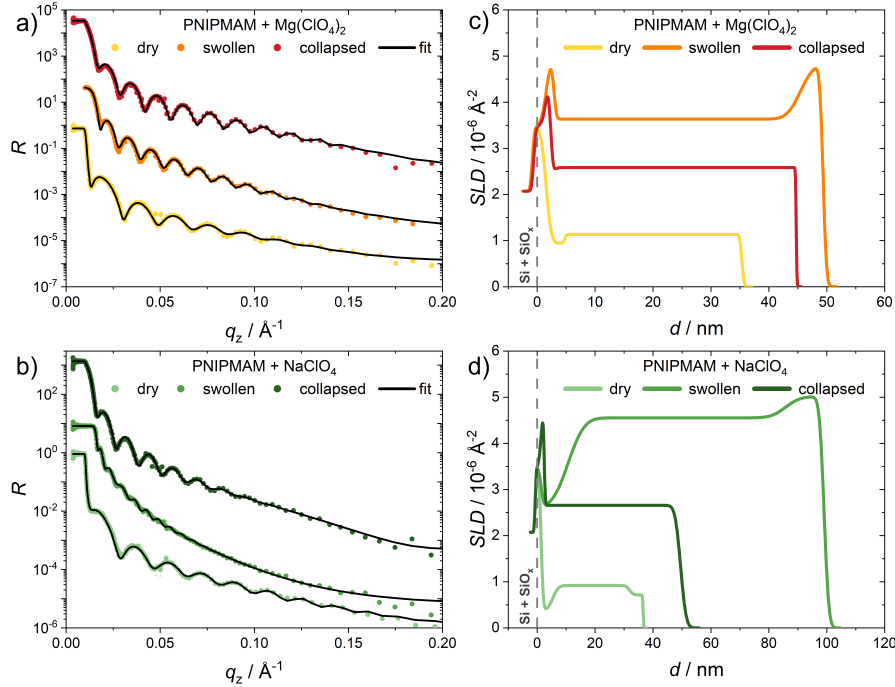 a)
PNIPMAM + Mg(ClO4)2
dry swollen collapsed fit
10^5
10^3
10^1
10^-1
10^-3
10^-5
10^-7
R
0.00 0.05 0.10 0.15 0.20
qz / Å^-1
c)
PNIPMAM + Mg(ClO4)2
dry swollen collapsed
6
5
4
3
2
1
0
SLD / 10^-6 Å^-2
Si + SiOx
0 10 20 30 40 50 60
d / nm
b)
PNIPMAM + NaClO4
dry swollen collapsed fit
10^2
10^0
10^-2
10^-4
10^-6
R
0.00 0.05 0.10 0.15 0.20
qz / Å^-1
d)
PNIPMAM + NaClO4
dry swollen collapsed
6
5
4
3
2
1
0
SLD / 10^-6 Å^-2
Si + SiOx
0 20 40 60 80 100 120
d / nm